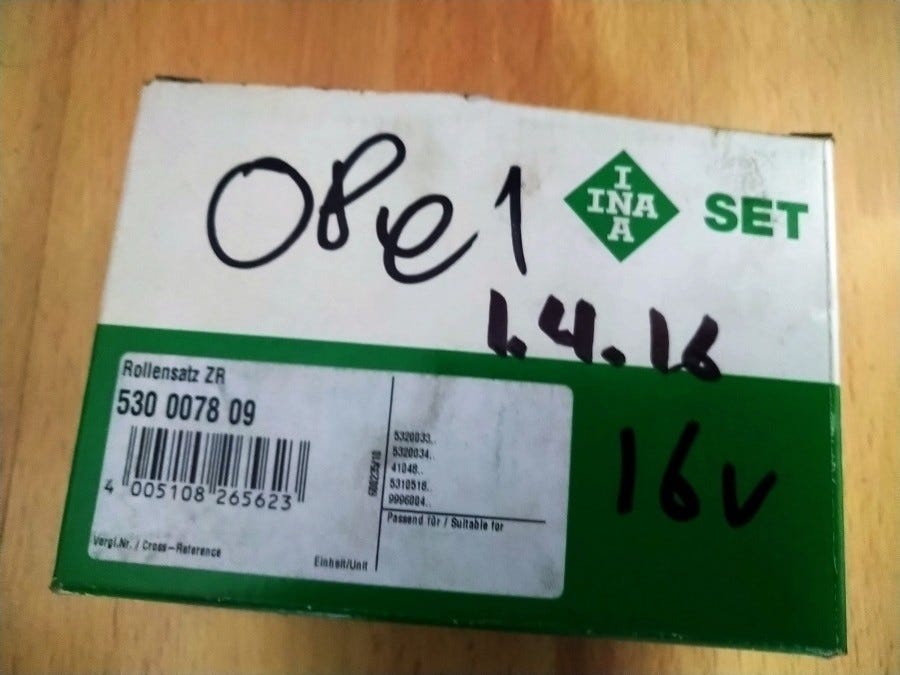 Opel
I
INA
A
SET
1.4.16
16v
Rollensatz ZR
530 0078 09
4 005108 265623
5320033..
5320034..
41048..
5310518..
9996004..
Passend für / Suitable for
Vergl.Nr. / Cross-Reference
Einheit/Unit